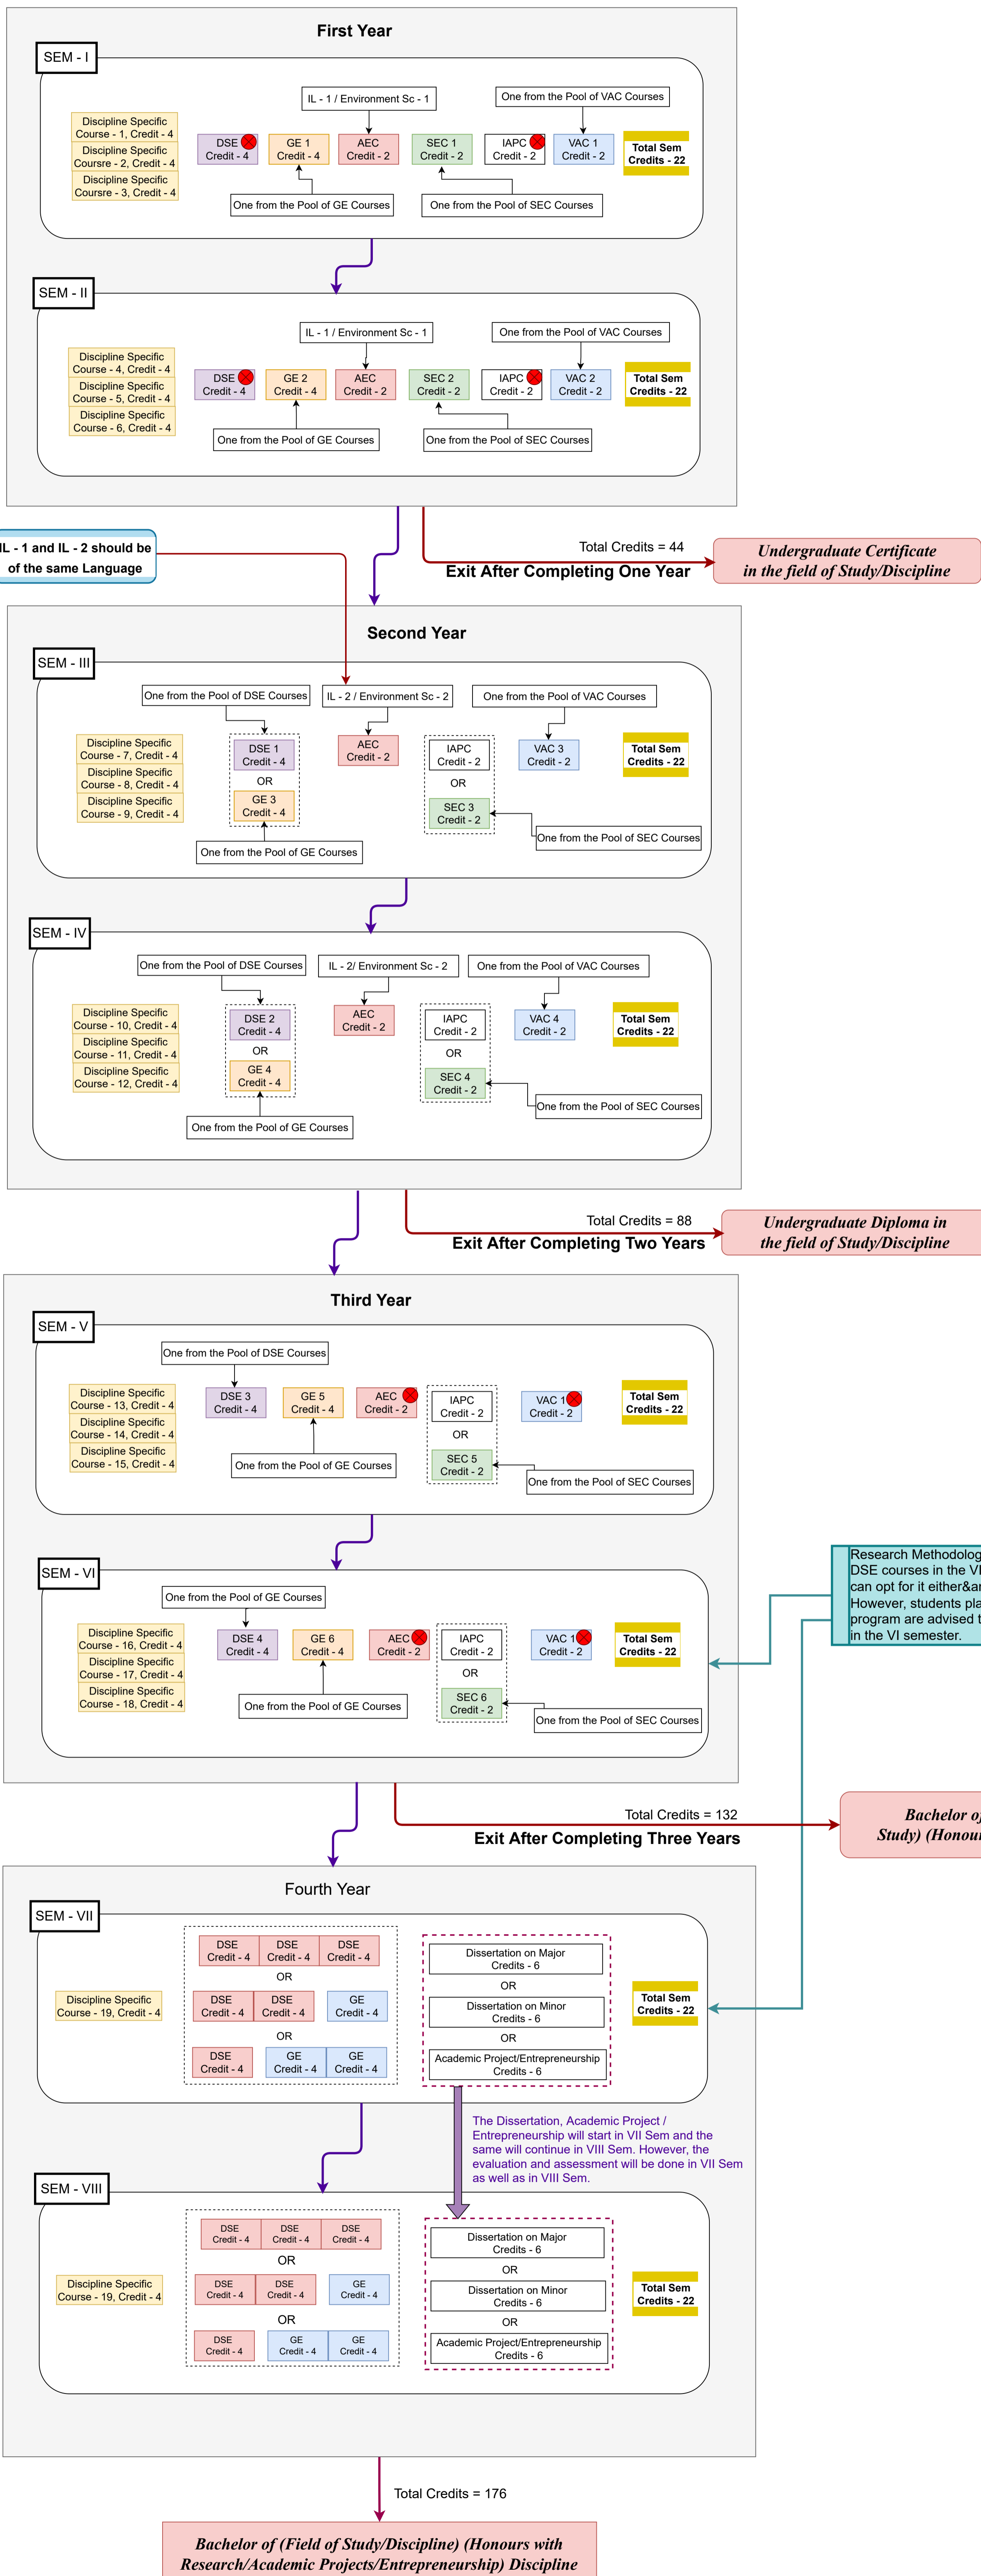 First Year
SEM - I
IL - 1 / Environment Sc - 1
One from the Pool of VAC Courses
Discipline Specific
Course - 1, Credit - 4
Discipline Specific
Coursre - 2, Credit - 4
Discipline Specific
Coursre - 3, Credit - 4
DSE
Credit - 4
GE 1
Credit - 4
AEC
Credit - 2
SEC 1
Credit - 2
IAPC
Credit - 2
VAC 1
Credit - 2
Total Sem
Credits - 22
One from the Pool of GE Courses
One from the Pool of SEC Courses
SEM - II
IL - 1 / Environment Sc - 1
One from the Pool of VAC Courses
Discipline Specific
Course - 4, Credit - 4
Discipline Specific
Course - 5, Credit - 4
Discipline Specific
Course - 6, Credit - 4
DSE
Credit - 4
GE 2
Credit - 4
AEC
Credit - 2
SEC 2
Credit - 2
IAPC
Credit - 2
VAC 2
Credit - 2
Total Sem
Credits - 22
One from the Pool of GE Courses
One from the Pool of SEC Courses
IL - 1 and IL - 2 should be
of the same Language
Total Credits = 44
Exit After Completing One Year
Undergraduate Certificate
in the field of Study/Discipline
Second Year
SEM - III
One from the Pool of DSE Courses
IL - 2 / Environment Sc - 2
One from the Pool of VAC Courses
Discipline Specific
Course - 7, Credit - 4
Discipline Specific
Course - 8, Credit - 4
Discipline Specific
Course - 9, Credit - 4
DSE 1
Credit - 4
OR
GE 3
Credit - 4
AEC
Credit - 2
IAPC
Credit - 2
OR
SEC 3
Credit - 2
VAC 3
Credit - 2
Total Sem
Credits - 22
One from the Pool of SEC Courses
One from the Pool of GE Courses
SEM - IV
One from the Pool of DSE Courses
IL - 2/ Environment Sc - 2
One from the Pool of VAC Courses
Discipline Specific
Course - 10, Credit - 4
Discipline Specific
Course - 11, Credit - 4
Discipline Specific
Course - 12, Credit - 4
DSE 2
Credit - 4
OR
GE 4
Credit - 4
AEC
Credit - 2
IAPC
Credit - 2
OR
SEC 4
Credit - 2
VAC 4
Credit - 2
Total Sem
Credits - 22
One from the Pool of SEC Courses
One from the Pool of GE Courses
Total Credits = 88
Exit After Completing Two Years
Undergraduate Diploma in
the field of Study/Discipline
Third Year
SEM - V
One from the Pool of DSE Courses
Discipline Specific
Course - 13, Credit - 4
Discipline Specific
Course - 14, Credit - 4
Discipline Specific
Course - 15, Credit - 4
DSE 3
Credit - 4
GE 5
Credit - 4
AEC
Credit - 2
IAPC
Credit - 2
OR
SEC 5
Credit - 2
VAC 1
Credit - 2
Total Sem
Credits - 22
One from the Pool of GE Courses
One from the Pool of SEC Courses
SEM - VI
One from the Pool of GE Courses
Discipline Specific
Course - 16, Credit - 4
Discipline Specific
Course - 17, Credit - 4
Discipline Specific
Course - 18, Credit - 4
DSE 4
Credit - 4
GE 6
Credit - 4
AEC
Credit - 2
IAPC
Credit - 2
OR
SEC 6
Credit - 2
VAC 1
Credit - 2
Total Sem
Credits - 22
One from the Pool of GE Courses
One from the Pool of SEC Courses
DSE courses in the VI
can opt for it
However, students
program are advised
in the VI semester.
Total Credits = 132
Exit After Completing Three Years
Bachelor
Study)
Fourth Year
SEM - VII
Discipline Specific
Course - 19, Credit - 4
DSE
Credit - 4
DSE
Credit - 4
DSE
Credit - 4
OR
DSE
Credit - 4
DSE
Credit - 4
GE
Credit - 4
OR
DSE
Credit - 4
GE
Credit - 4
GE
Credit - 4
Dissertation on Major
Credits - 6
OR
Dissertation on Minor
Credits - 6
OR
Academic Project/Entrepreneurship
Credits - 6
Total Sem
Credits - 22
The Dissertation, Academic Project /
Entrepreneurship will start in VII Sem and the
same will continue in VIII Sem. However, the
evaluation and assessment will be done in VII Sem
as well as in VIII Sem.
SEM - VIII
Discipline Specific
Course - 19, Credit - 4
DSE
Credit - 4
DSE
Credit - 4
DSE
Credit - 4
OR
DSE
Credit - 4
DSE
Credit - 4
GE
Credit - 4
OR
DSE
Credit - 4
GE
Credit - 4
GE
Credit - 4
Dissertation on Major
Credits - 6
OR
Dissertation on Minor
Credits - 6
OR
Academic Project/Entrepreneurship
Credits - 6
Total Sem
Credits - 22
Total Credits = 176
Bachelor of (Field of Study/Discipline) (Honours with
Research/Academic Projects/Entrepreneurship) Discipline